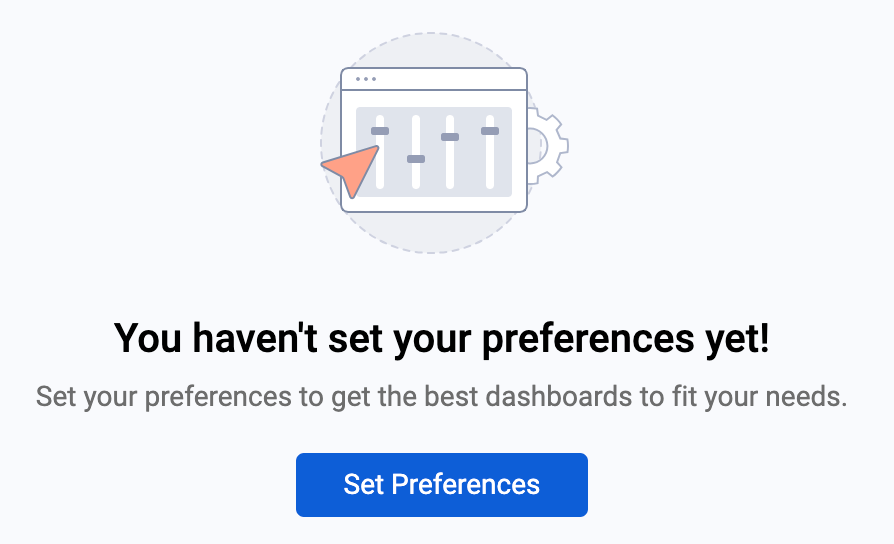 You haven't set your preferences yet!
Set your preferences to get the best dashboards to fit your needs.
Set Preferences